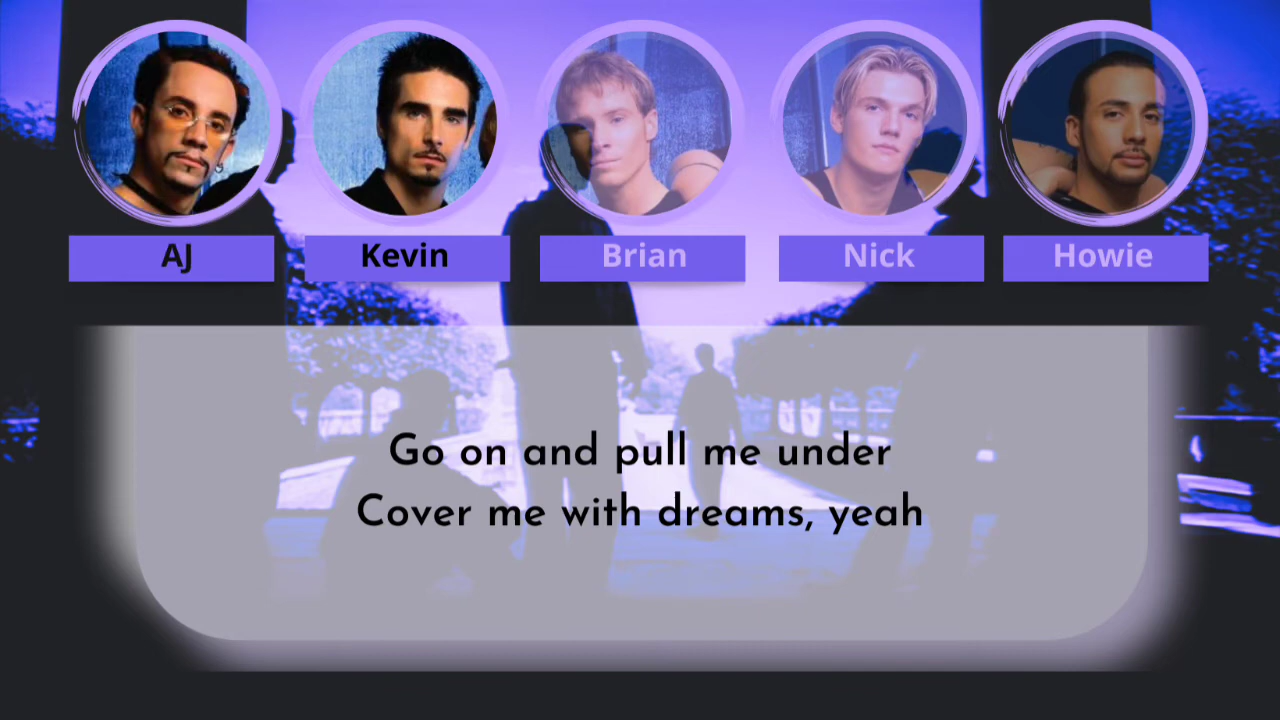 AJ Kevin Brian Nick Howie
Go on and pull me under
Cover me with dreams, yeah